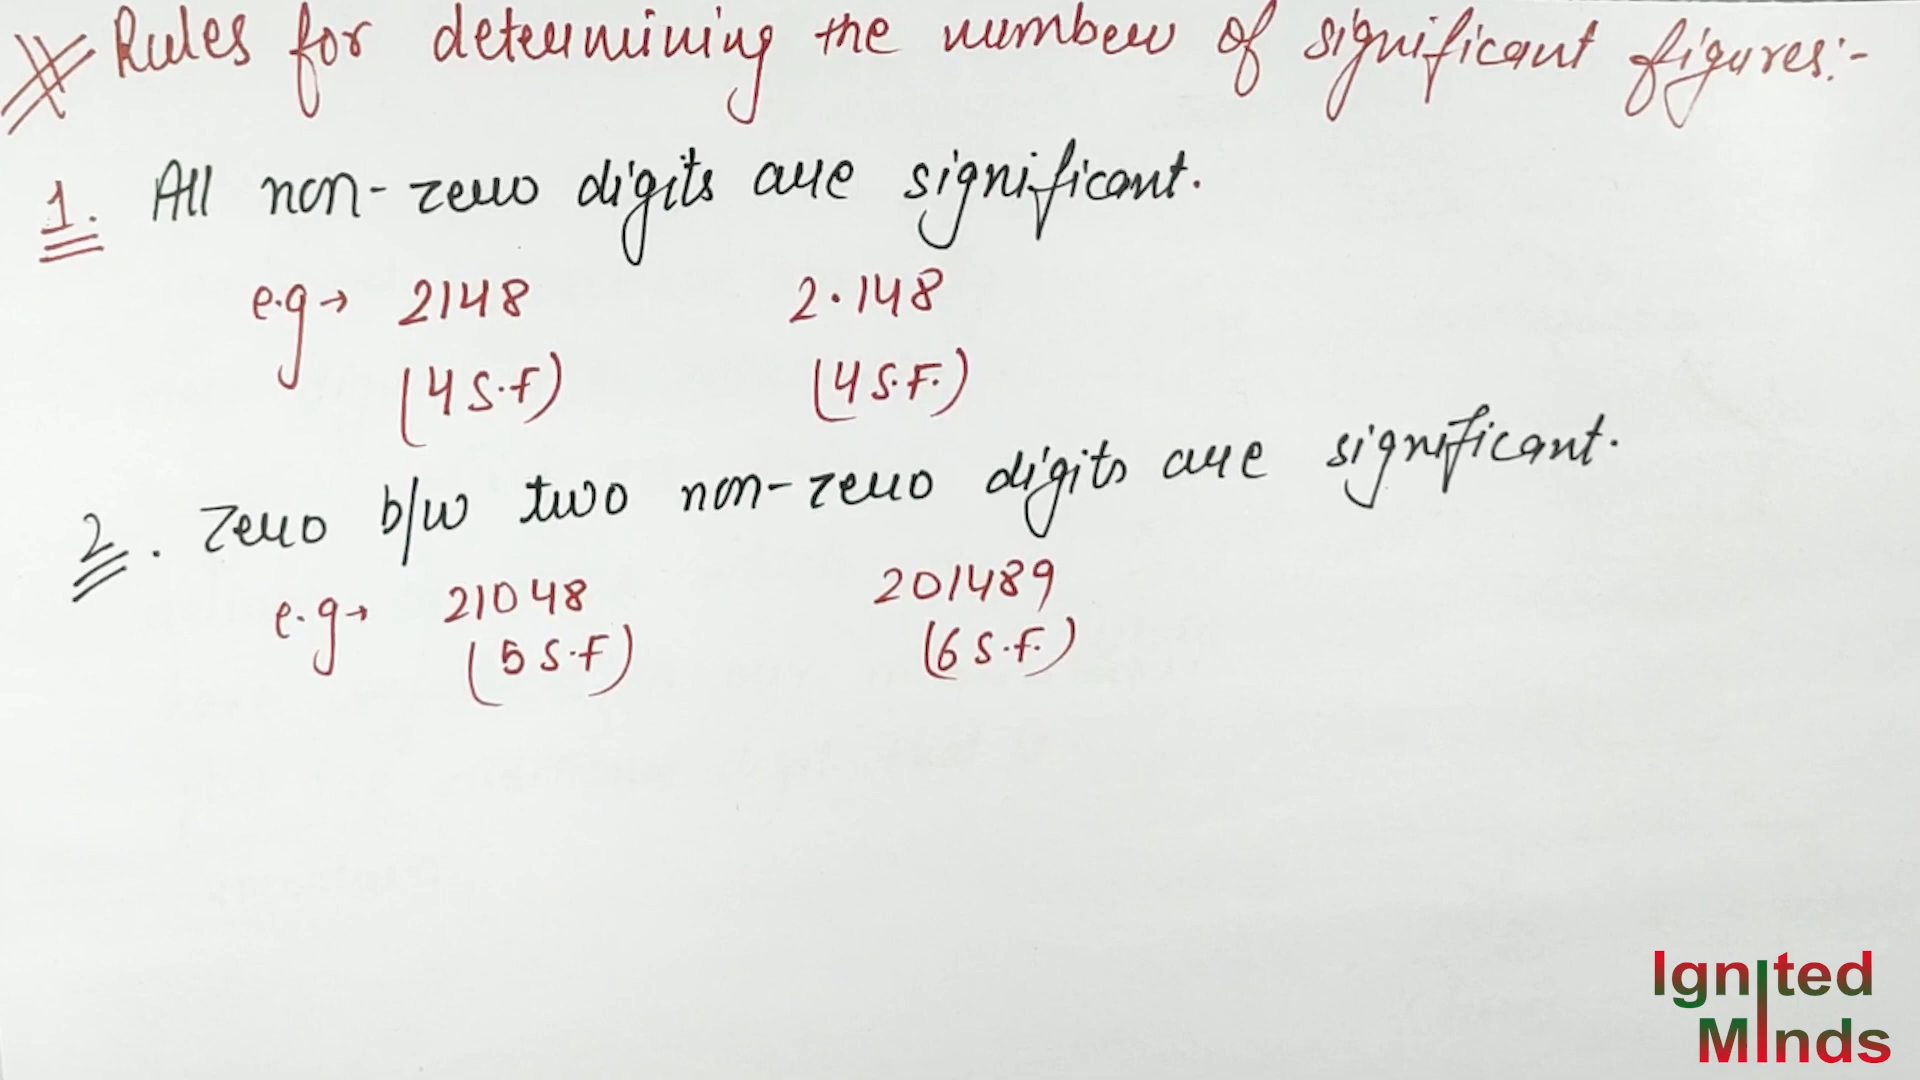 Rules for determining the number of significant figures:-
1. All non-zero digits are significant.
e.g → 2148 2.148
(4 S.F) (4 S.F.)
2. Zero b/w two non-zero digits are significant.
e.g → 21048 201489
(5 S.F) (6 S.F.)
Ignited
Minds